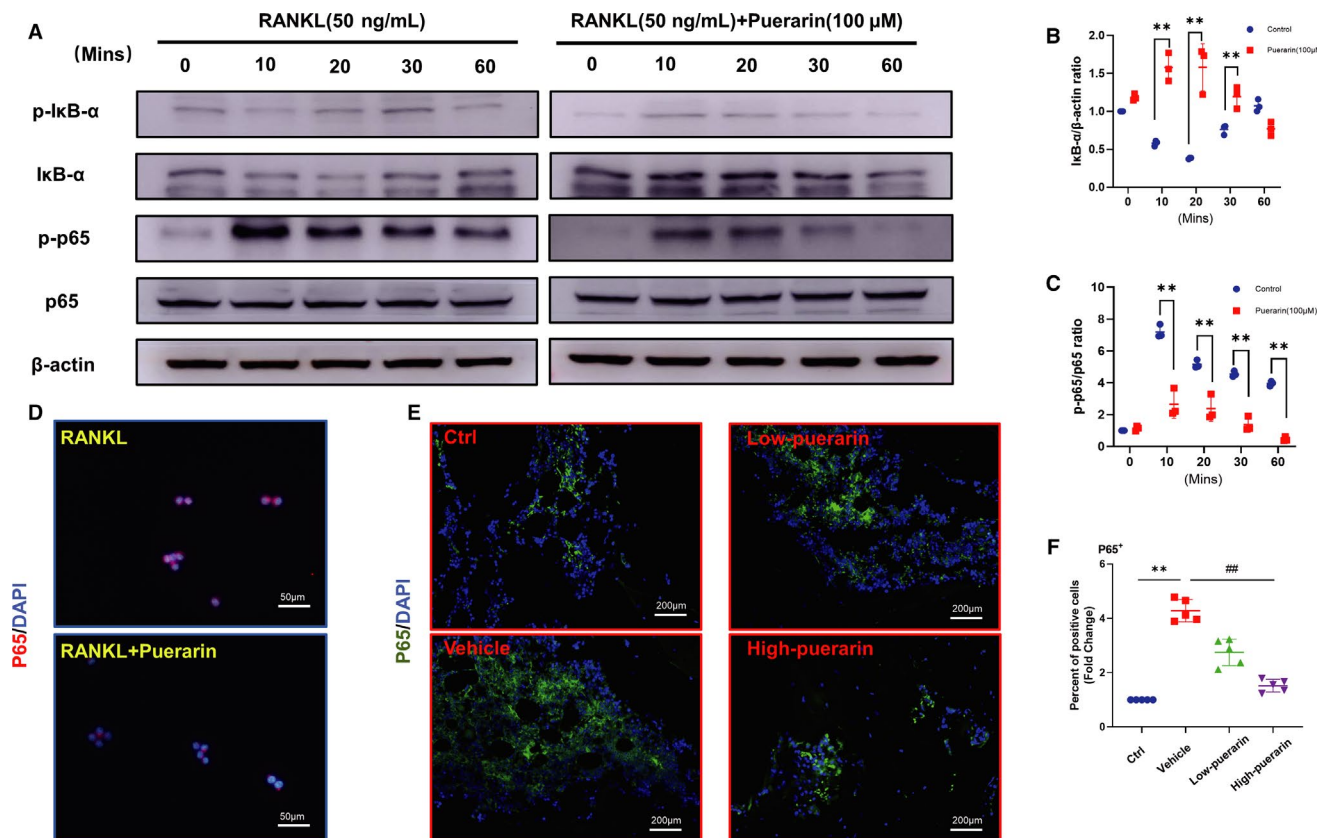 A
RANKL(50 ng/mL)
RANKL(50 ng/mL)+Puerarin(100 μM)
(Mins)
0 10 20 30 60
0 10 20 30 60
p-IκB-α
IκB-α
p-p65
p65
β-actin
B
Control
Puerarin(100μM
** ** **
IκB-α/β-actin ratio
2.0
1.5
1.0
0.5
0.0
0 10 20 30 60
(Mins)
C
Control
Puerarin(100μM)
** ** ** **
p-p65/p65 ratio
10
8
6
4
2
0
0 10 20 30 60
(Mins)
D
P65/DAPI
RANKL
50μm
RANKL+Puerarin
50μm
E
P65/DAPI
Ctrl
200μm
Low-puerarin
200μm
Vehicle
200μm
High-puerarin
200μm
F
P65+
** ##
Percent of positive cells
(Fold Change)
6
4
2
0
Ctrl
Vehicle
Low-puerarin
High-puerarin